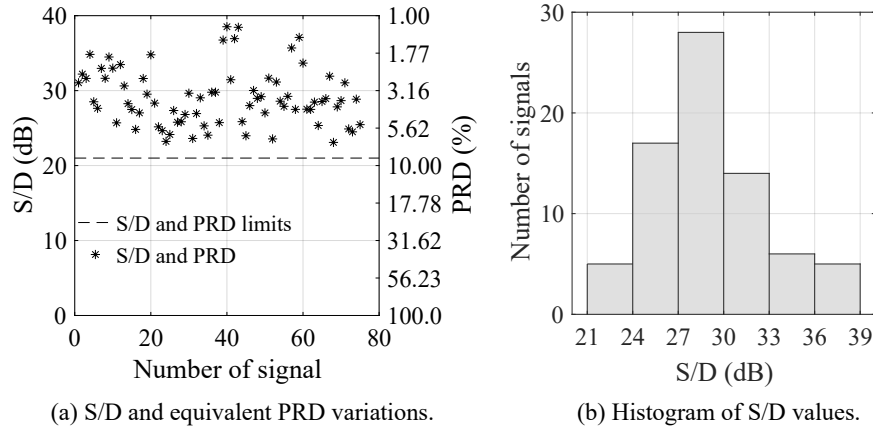 40
30
20
10
0
S/D (dB)
1.00
1.77
3.16
5.62
10.00
17.78
31.62
56.23
100.0
PRD (%)
S/D and PRD limits
S/D and PRD
0 20 40 60 80
Number of signal
(a) S/D and equivalent PRD variations.
30
20
10
0
Number of signals
21 24 27 30 33 36 39
S/D (dB)
(b) Histogram of S/D values.